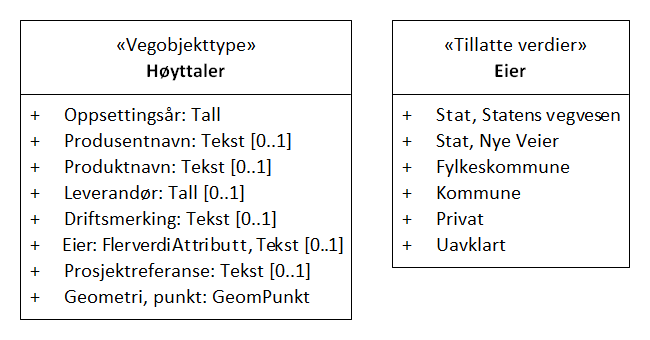 «Vegobjekttype»
Høyttaler
+ Oppsettingsår: Tall
+ Produsentnavn: Tekst [0..1]
+ Produktnavn: Tekst [0..1]
+ Leverandør: Tall [0..1]
+ Driftsmerking: Tekst [0..1]
+ Eier: FlerverdiAttributt, Tekst [0..1]
+ Prosjektreferanse: Tekst [0..1]
+ Geometri, punkt: GeomPunkt
«Tillatte verdier»
Eier
+ Stat, Statens vegvesen
+ Stat, Nye Veier
+ Fylkeskommune
+ Kommune
+ Privat
+ Uavklart